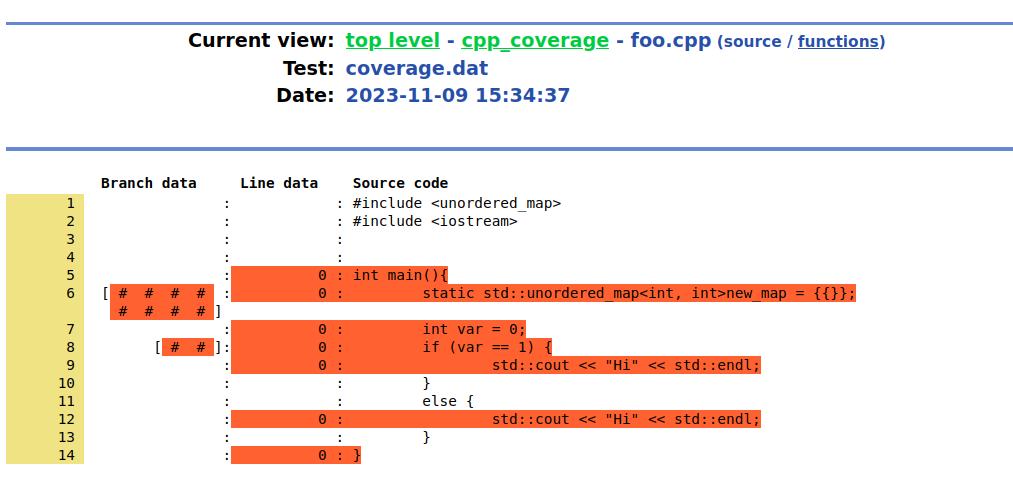 Current view: top level - cpp_coverage - foo.cpp (source / functions)
Test: coverage.dat
Date: 2023-11-09 15:34:37
Branch data Line data Source code
1 : : #include <unordered_map>
2 : : #include <iostream>
3 : :
4 : :
5 : 0 : int main(){
6 [ # # # # : 0 : static std::unordered_map<int, int>new_map = {{}};
# # # # ]
7 : 0 : int var = 0;
8 [ # # ]: 0 : if (var == 1) {
9 : 0 : std::cout << "Hi" << std::endl;
10 : : }
11 : : else {
12 : 0 : std::cout << "Hi" << std::endl;
13 : : }
14 : 0 : }